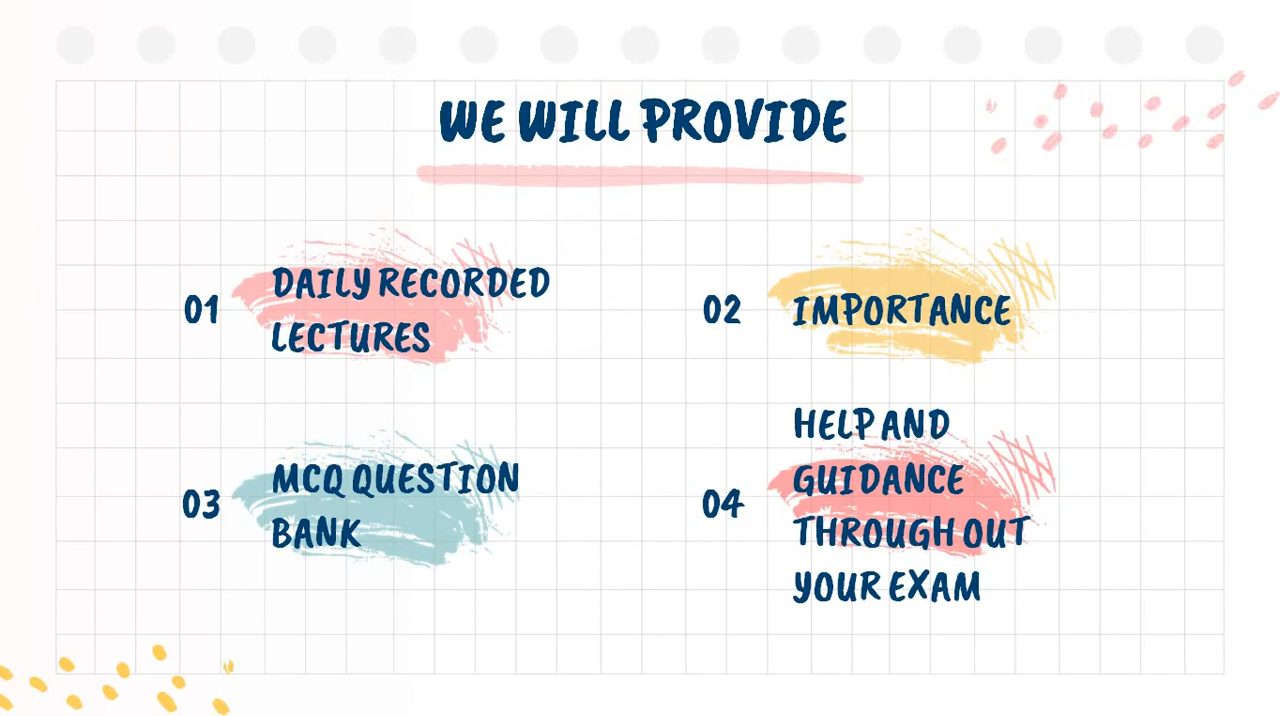 WE WILL PROVIDE
01
DAILY RECORDED
LECTURES
02
IMPORTANCE
03
MCQ QUESTION
BANK
04
HELP AND
GUIDANCE
THROUGH OUT
YOUR EXAM